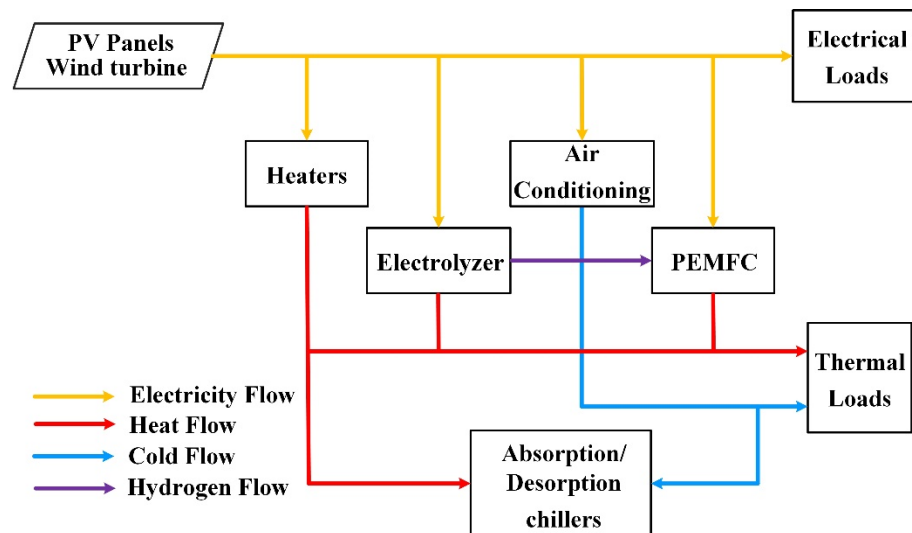 PV Panels
Wind turbine
Electrical
Loads
Heaters
Air
Conditioning
Electrolyzer
PEMFC
Thermal
Loads
Electricity Flow
Heat Flow
Cold Flow
Hydrogen Flow
Absorption/
Desorption
chillers